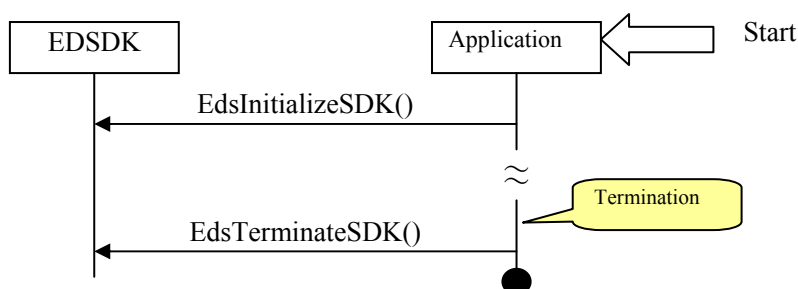 EDSDK
Application
Start
EdsInitializeSDK()
Termination
EdsTerminateSDK()